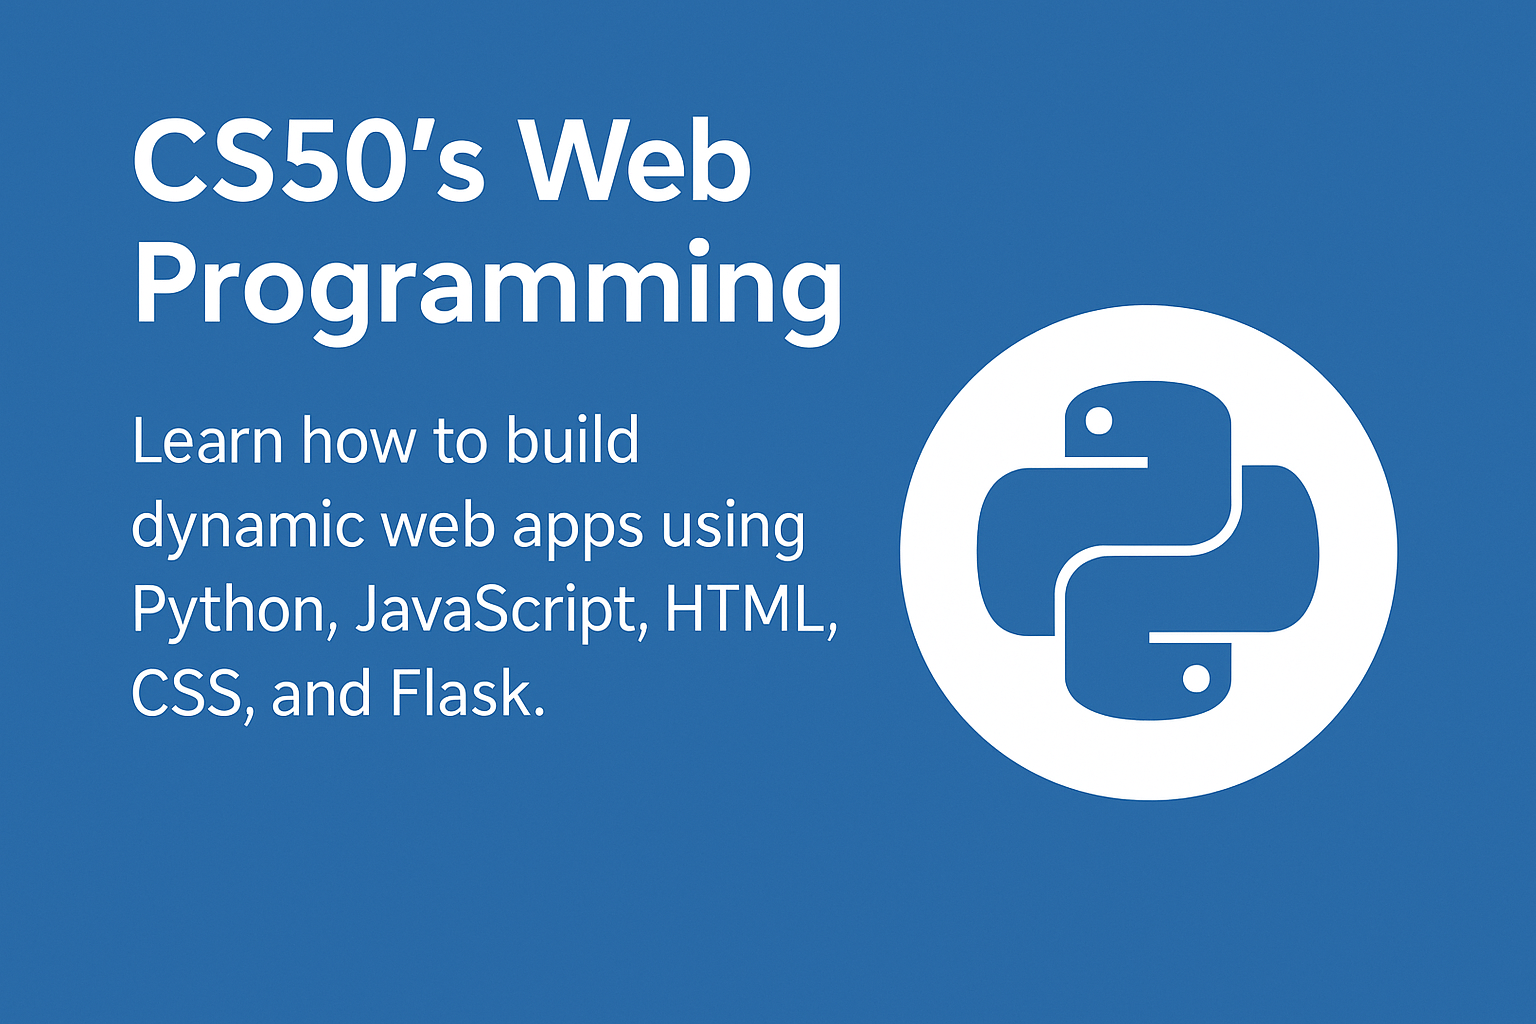 CS50's Web
Programming
Learn how to build
dynamic web apps using
Python, JavaScript, HTML,
CSS, and Flask.